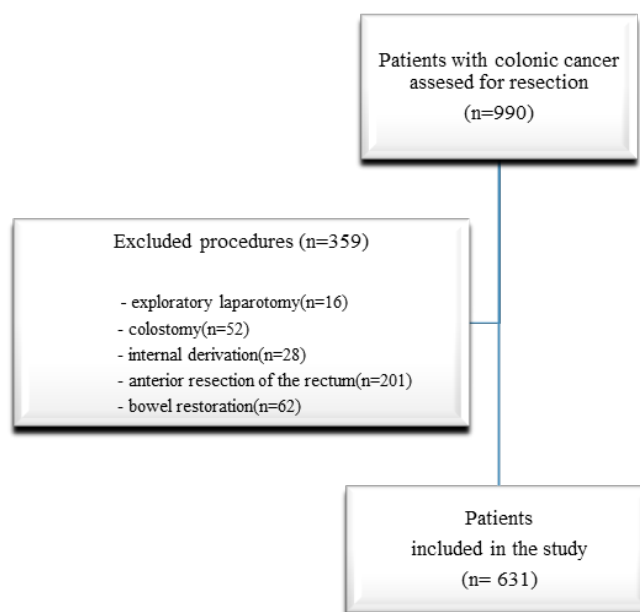 Patients with colonic cancer
assesed for resection
(n=990)
Excluded procedures (n=359)
- exploratory laparotomy(n=16)
- colostomy(n=52)
- internal derivation(n=28)
- anterior resection of the rectum(n=201)
- bowel restoration(n=62)
Patients
included in the study
(n= 631)